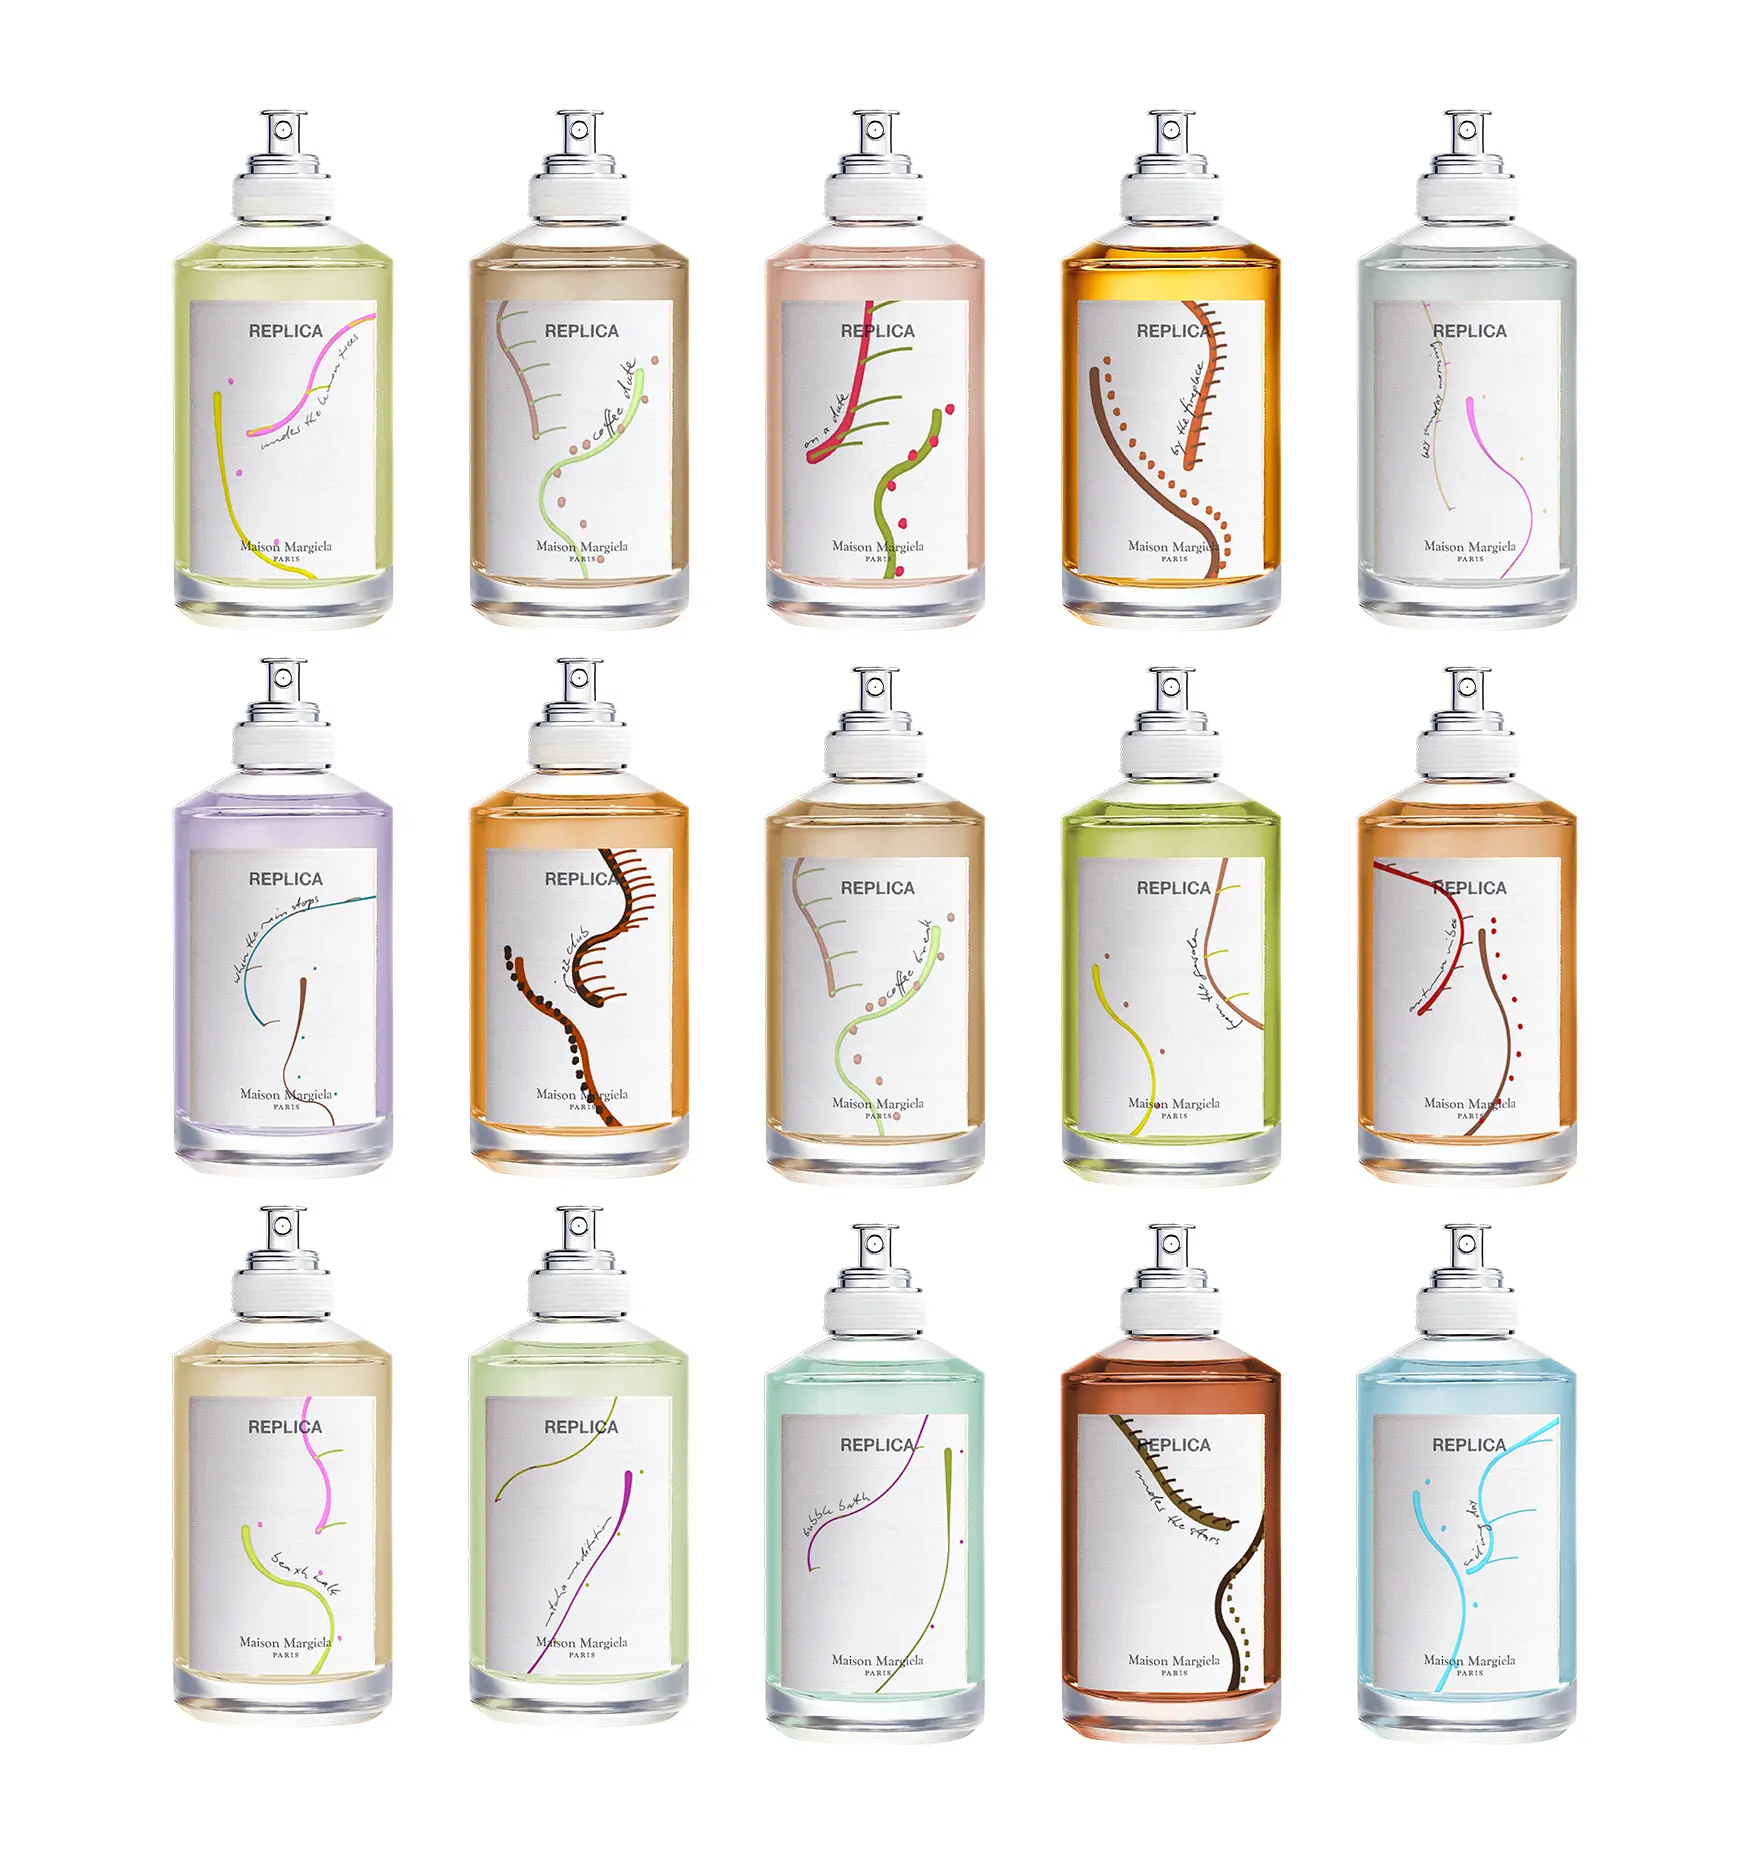 REPLICA
under the lemon trees
Maison Margiela
PARIS
REPLICA
coffee date
Maison Margiela
PARIS
REPLICA
on a date
Maison Margiela
PARIS
REPLICA
by the fireplace
Maison Margiela
PARIS
REPLICA
lazy sunday morning
Maison Margiela
PARIS
REPLICA
when the rain stops
Maison Margiela
PARIS
REPLICA
jazz club
Maison Margiela
PARIS
REPLICA
coffee break
Maison Margiela
PARIS
REPLICA
from the garden
Maison Margiela
PARIS
REPLICA
autumn vibes
Maison Margiela
PARIS
REPLICA
beach walk
Maison Margiela
PARIS
REPLICA
matcha meditation
Maison Margiela
PARIS
REPLICA
bubble bath
Maison Margiela
PARIS
REPLICA
under the stars
Maison Margiela
PARIS
REPLICA
sailing day
Maison Margiela
PARIS